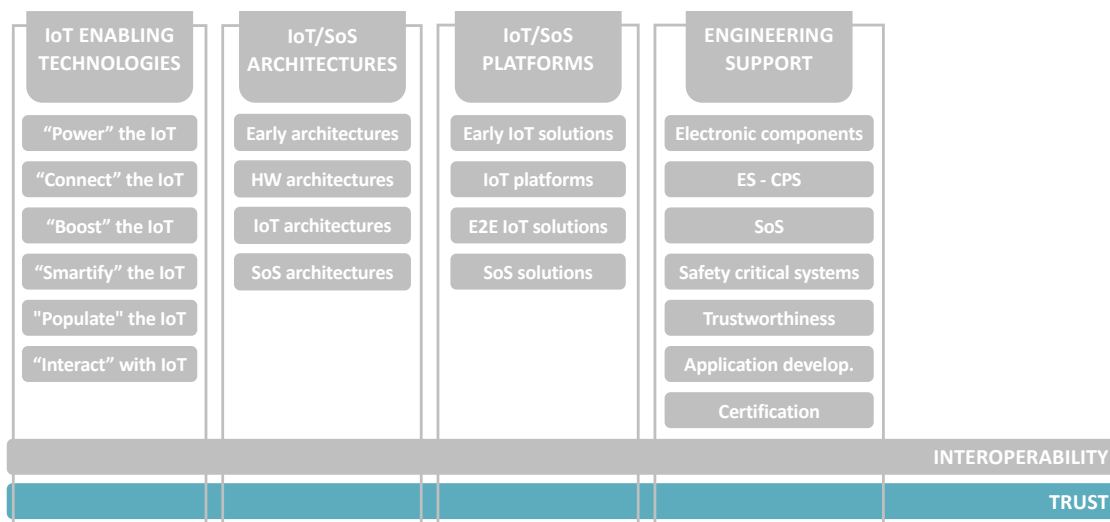 IoT ENABLING
TECHNOLOGIES
“Power” the IoT
“Connect” the IoT
“Boost” the IoT
“Smartify” the IoT
"Populate" the IoT
“Interact” with IoT
IoT/SoS
ARCHITECTURES
Early architectures
HW architectures
IoT architectures
SoS architectures
IoT/SoS
PLATFORMS
Early IoT solutions
IoT platforms
E2E IoT solutions
SoS solutions
ENGINEERING
SUPPORT
Electronic components
ES - CPS
SoS
Safety critical systems
Trustworthiness
Application develop.
Certification
INTEROPERABILITY
TRUST